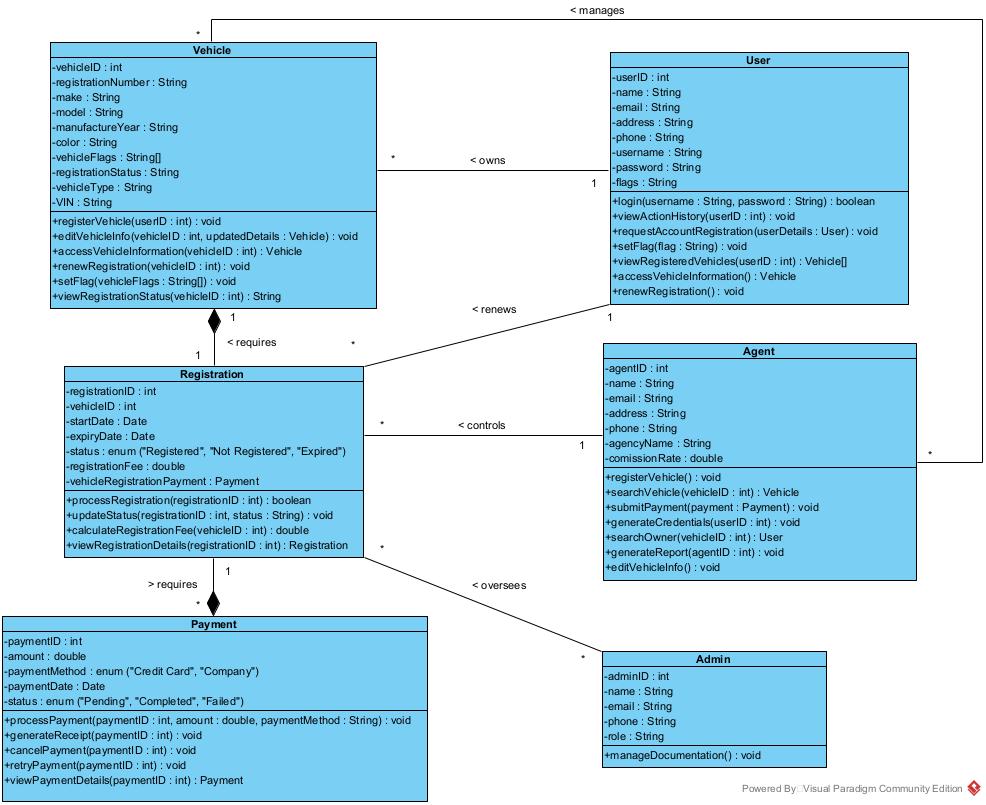 < manages
*
Vehicle
-vehicleID : int
-registrationNumber : String
-make : String
-model : String
-manufactureYear : String
-color : String
-vehicleFlags : String[]
-registrationStatus : String
-vehicleType : String
-VIN : String
+registerVehicle(userID : int) : void
+editVehicleInfo(vehicleID : int, updatedDetails : Vehicle) : void
+accessVehicleInformation(vehicleID : int) : Vehicle
+renewRegistration(vehicleID : int) : void
+setFlag(vehicleFlags : String[]) : void
+viewRegistrationStatus(vehicleID : int) : String
* < owns 1
User
-userID : int
-name : String
-email : String
-address : String
-phone : String
-username : String
-password : String
-flags : String
+login(username : String, password : String) : boolean
+viewActionHistory(userID : int) : void
+requestAccountRegistration(userDetails : User) : void
+setFlag(flag : String) : void
+viewRegisteredVehicles(userID : int) : Vehicle[]
+accessVehicleInformation() : Vehicle
+renewRegistration() : void
1
< requires
1
< renews
1
*
Registration
-registrationID : int
-vehicleID : int
-startDate : Date
-expiryDate : Date
-status : enum ("Registered", "Not Registered", "Expired")
-registrationFee : double
-vehicleRegistrationPayment : Payment
+processRegistration(registrationID : int) : boolean
+updateStatus(registrationID : int, status : String) : void
+calculateRegistrationFee(vehicleID : int) : double
+viewRegistrationDetails(registrationID : int) : Registration
* < controls 1
Agent
-agentID : int
-name : String
-email : String
-address : String
-phone : String
-agencyName : String
-comissionRate : double
+registerVehicle() : void
+searchVehicle(vehicleID : int) : Vehicle
+submitPayment(payment : Payment) : void
+generateCredentials(userID : int) : void
+searchOwner(vehicleID : int) : User
+generateReport(agentID : int) : void
+editVehicleInfo() : void
*
*
< oversees
*
1
> requires
*
Payment
-paymentID : int
-amount : double
-paymentMethod : enum ("Credit Card", "Company")
-paymentDate : Date
-status : enum ("Pending", "Completed", "Failed")
+processPayment(paymentID : int, amount : double, paymentMethod : String) : void
+generateReceipt(paymentID : int) : void
+cancelPayment(paymentID : int) : void
+retryPayment(paymentID : int) : void
+viewPaymentDetails(paymentID : int) : Payment
Admin
-adminID : int
-name : String
-email : String
-phone : String
-role : String
+manageDocumentation() : void
Powered By Visual Paradigm Community Edition